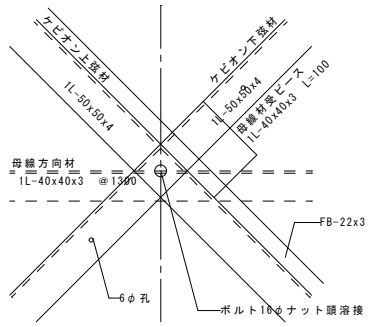 ケビオン上弦材
1L-50x50x4
ケビオン下弦材
1L-50x50x4
母線材受ピース
1L-40x40x3 L=100
母線方向材
1L-40x40x3 @1300
FB-22x3
6φ孔
ボルト16φナット頭溶接